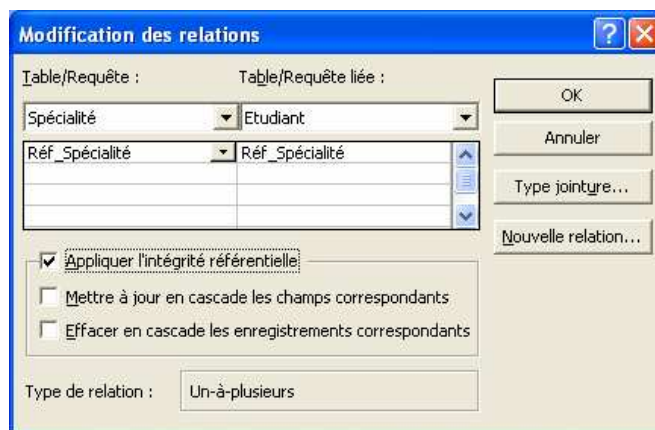 Modification des relations
Table/Requête : Table/Requête liée :
Spécialité Etudiant
Réf_Spécialité Réf_Spécialité
OK
Annuler
Type jointure...
Nouvelle relation...
Appliquer l'intégrité référentielle
Mettre à jour en cascade les champs correspondants
Effacer en cascade les enregistrements correspondants
Type de relation : Un-à-plusieurs